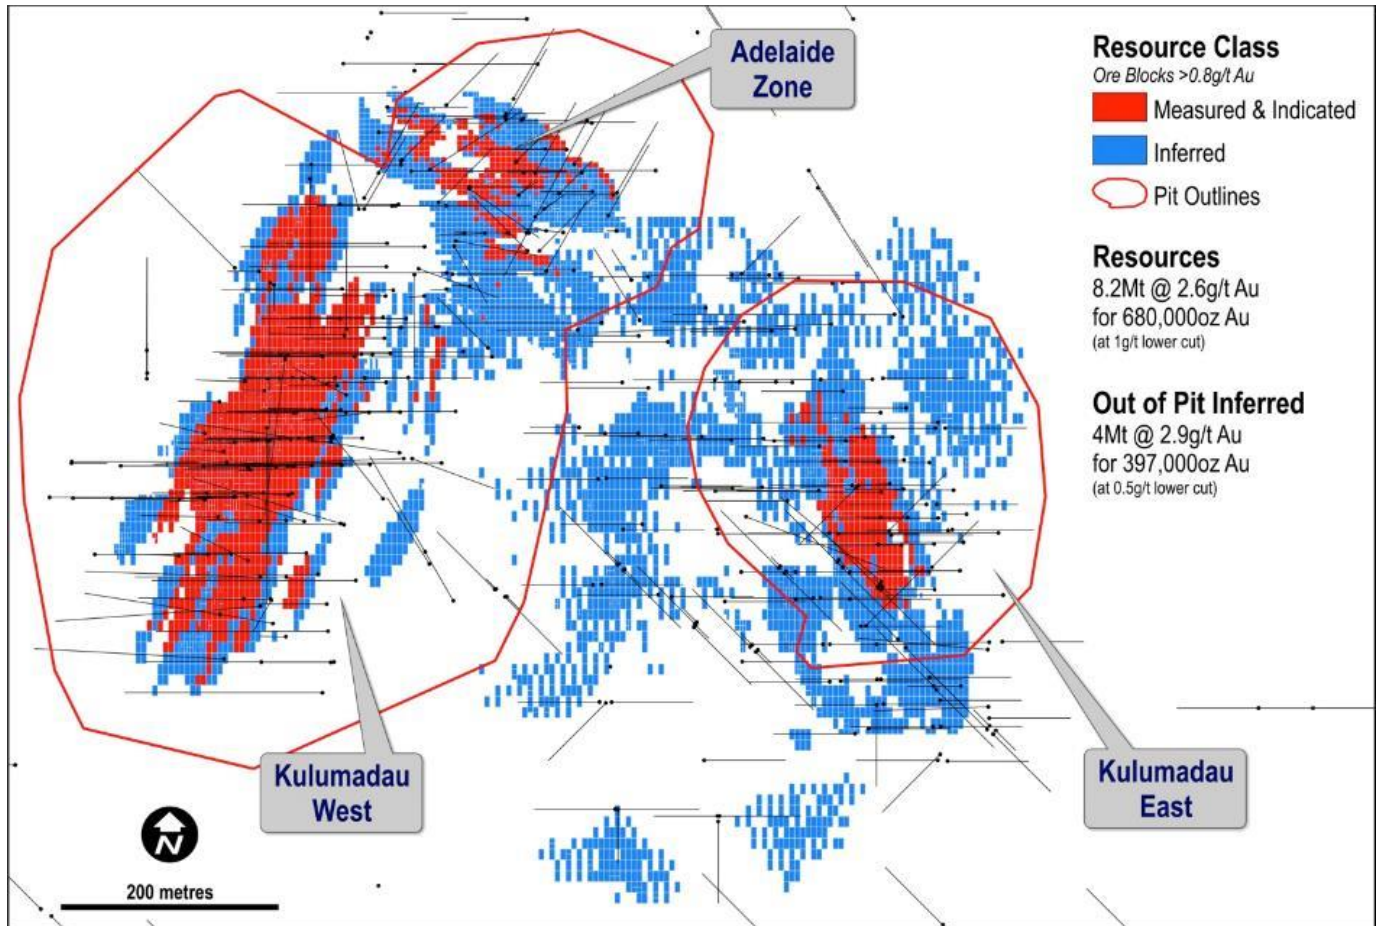 Adelaide
Zone
Resource Class
Ore Blocks >0.8g/t Au
Measured & Indicated
Inferred
Pit Outlines
Resources
8.2Mt @ 2.6g/t Au
for 680,000oz Au
(at 1g/t lower cut)
Out of Pit Inferred
4Mt @ 2.9g/t Au
for 397,000oz Au
(at 0.5g/t lower cut)
Kulumadau
West
Kulumadau
East
N
200 metres